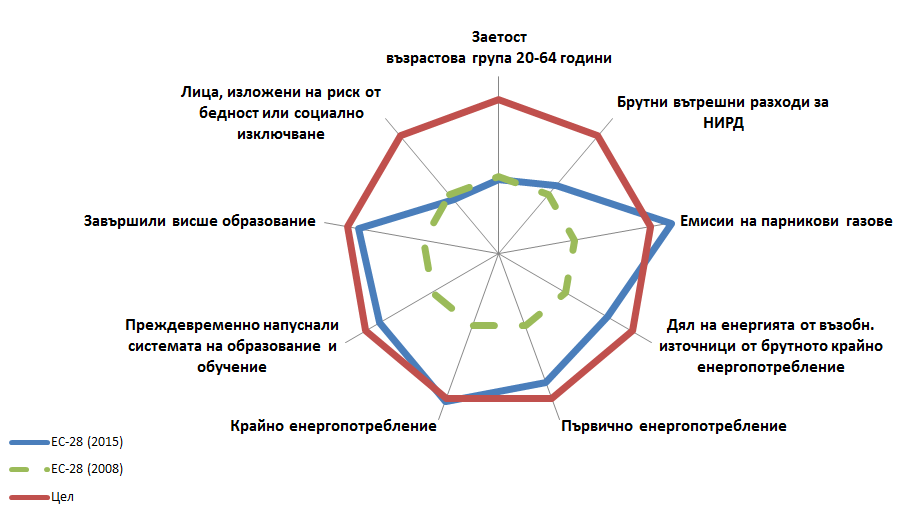 Заетост
възрастова група 20-64 години
Брутни вътрешни разходи за
НИРД
Емисии на парникови газове
Дял на енергията от възобн.
източници от брутното крайно
енергопотребление
Първично енергопотребление
Крайно енергопотребление
Преждевременно напуснали
системата на образование и
обучение
Завършили висше образование
Лица, изложени на риск от
бедност или социално
изключване
ЕС-28 (2015)
ЕС-28 (2008)
Цел